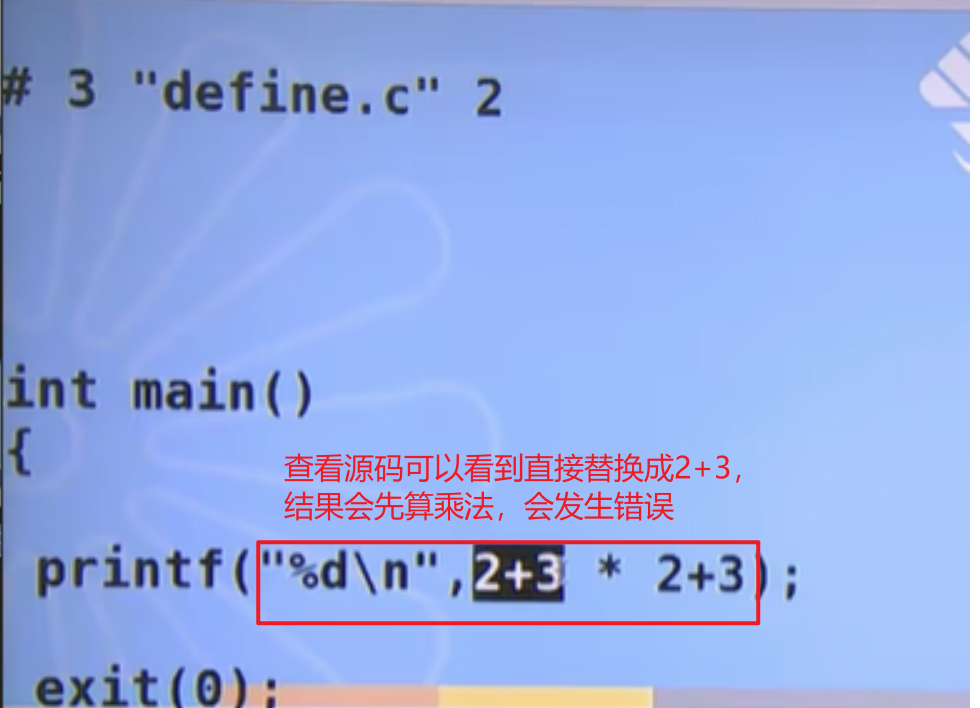 # 3 "define.c" 2
int main()
{
查看源码可以看到直接替换成2+3，
结果会先算乘法，会发生错误
printf("%d\n",2+3 * 2+3);
exit(0);